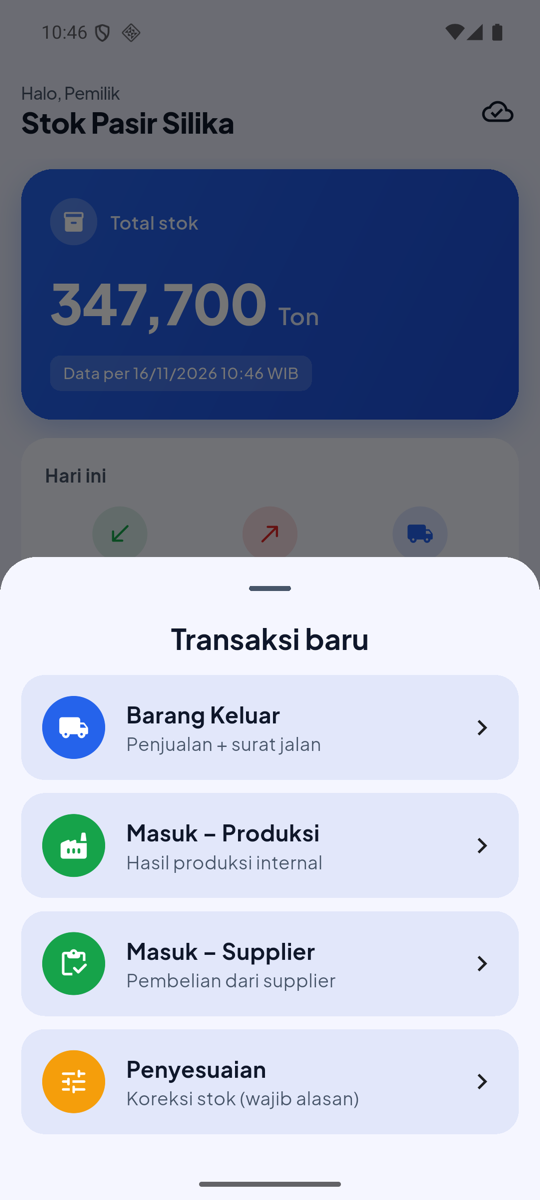 10:46
Halo, Pemilik
Stok Pasir Silika
Total stok
347,700 Ton
Data per 16/11/2026 10:46 WIB
Hari ini
Transaksi baru
Barang Keluar
Penjualan + surat jalan
Masuk – Produksi
Hasil produksi internal
Masuk – Supplier
Pembelian dari supplier
Penyesuaian
Koreksi stok (wajib alasan)